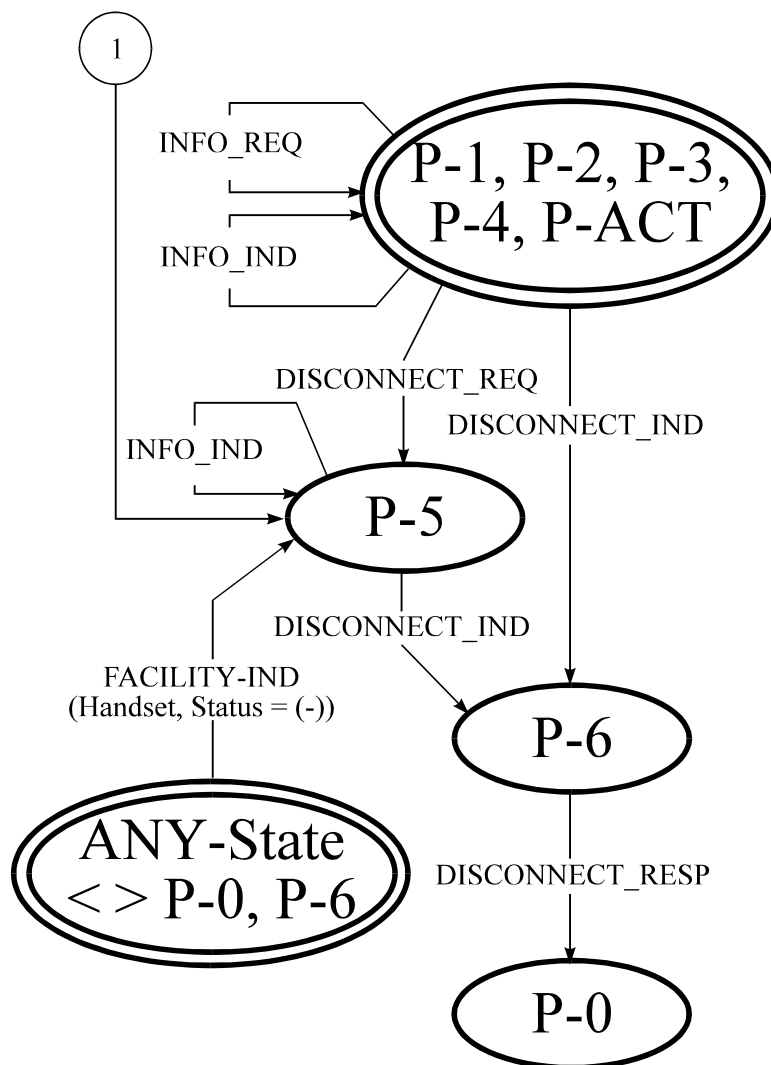 1
INFO_REQ
P-1, P-2, P-3,
P-4, P-ACT
INFO_IND
DISCONNECT_REQ
DISCONNECT_IND
INFO_IND
P-5
DISCONNECT_IND
FACILITY-IND
(Handset, Status = (-))
P-6
ANY-State
< > P-0, P-6
DISCONNECT_RESP
P-0